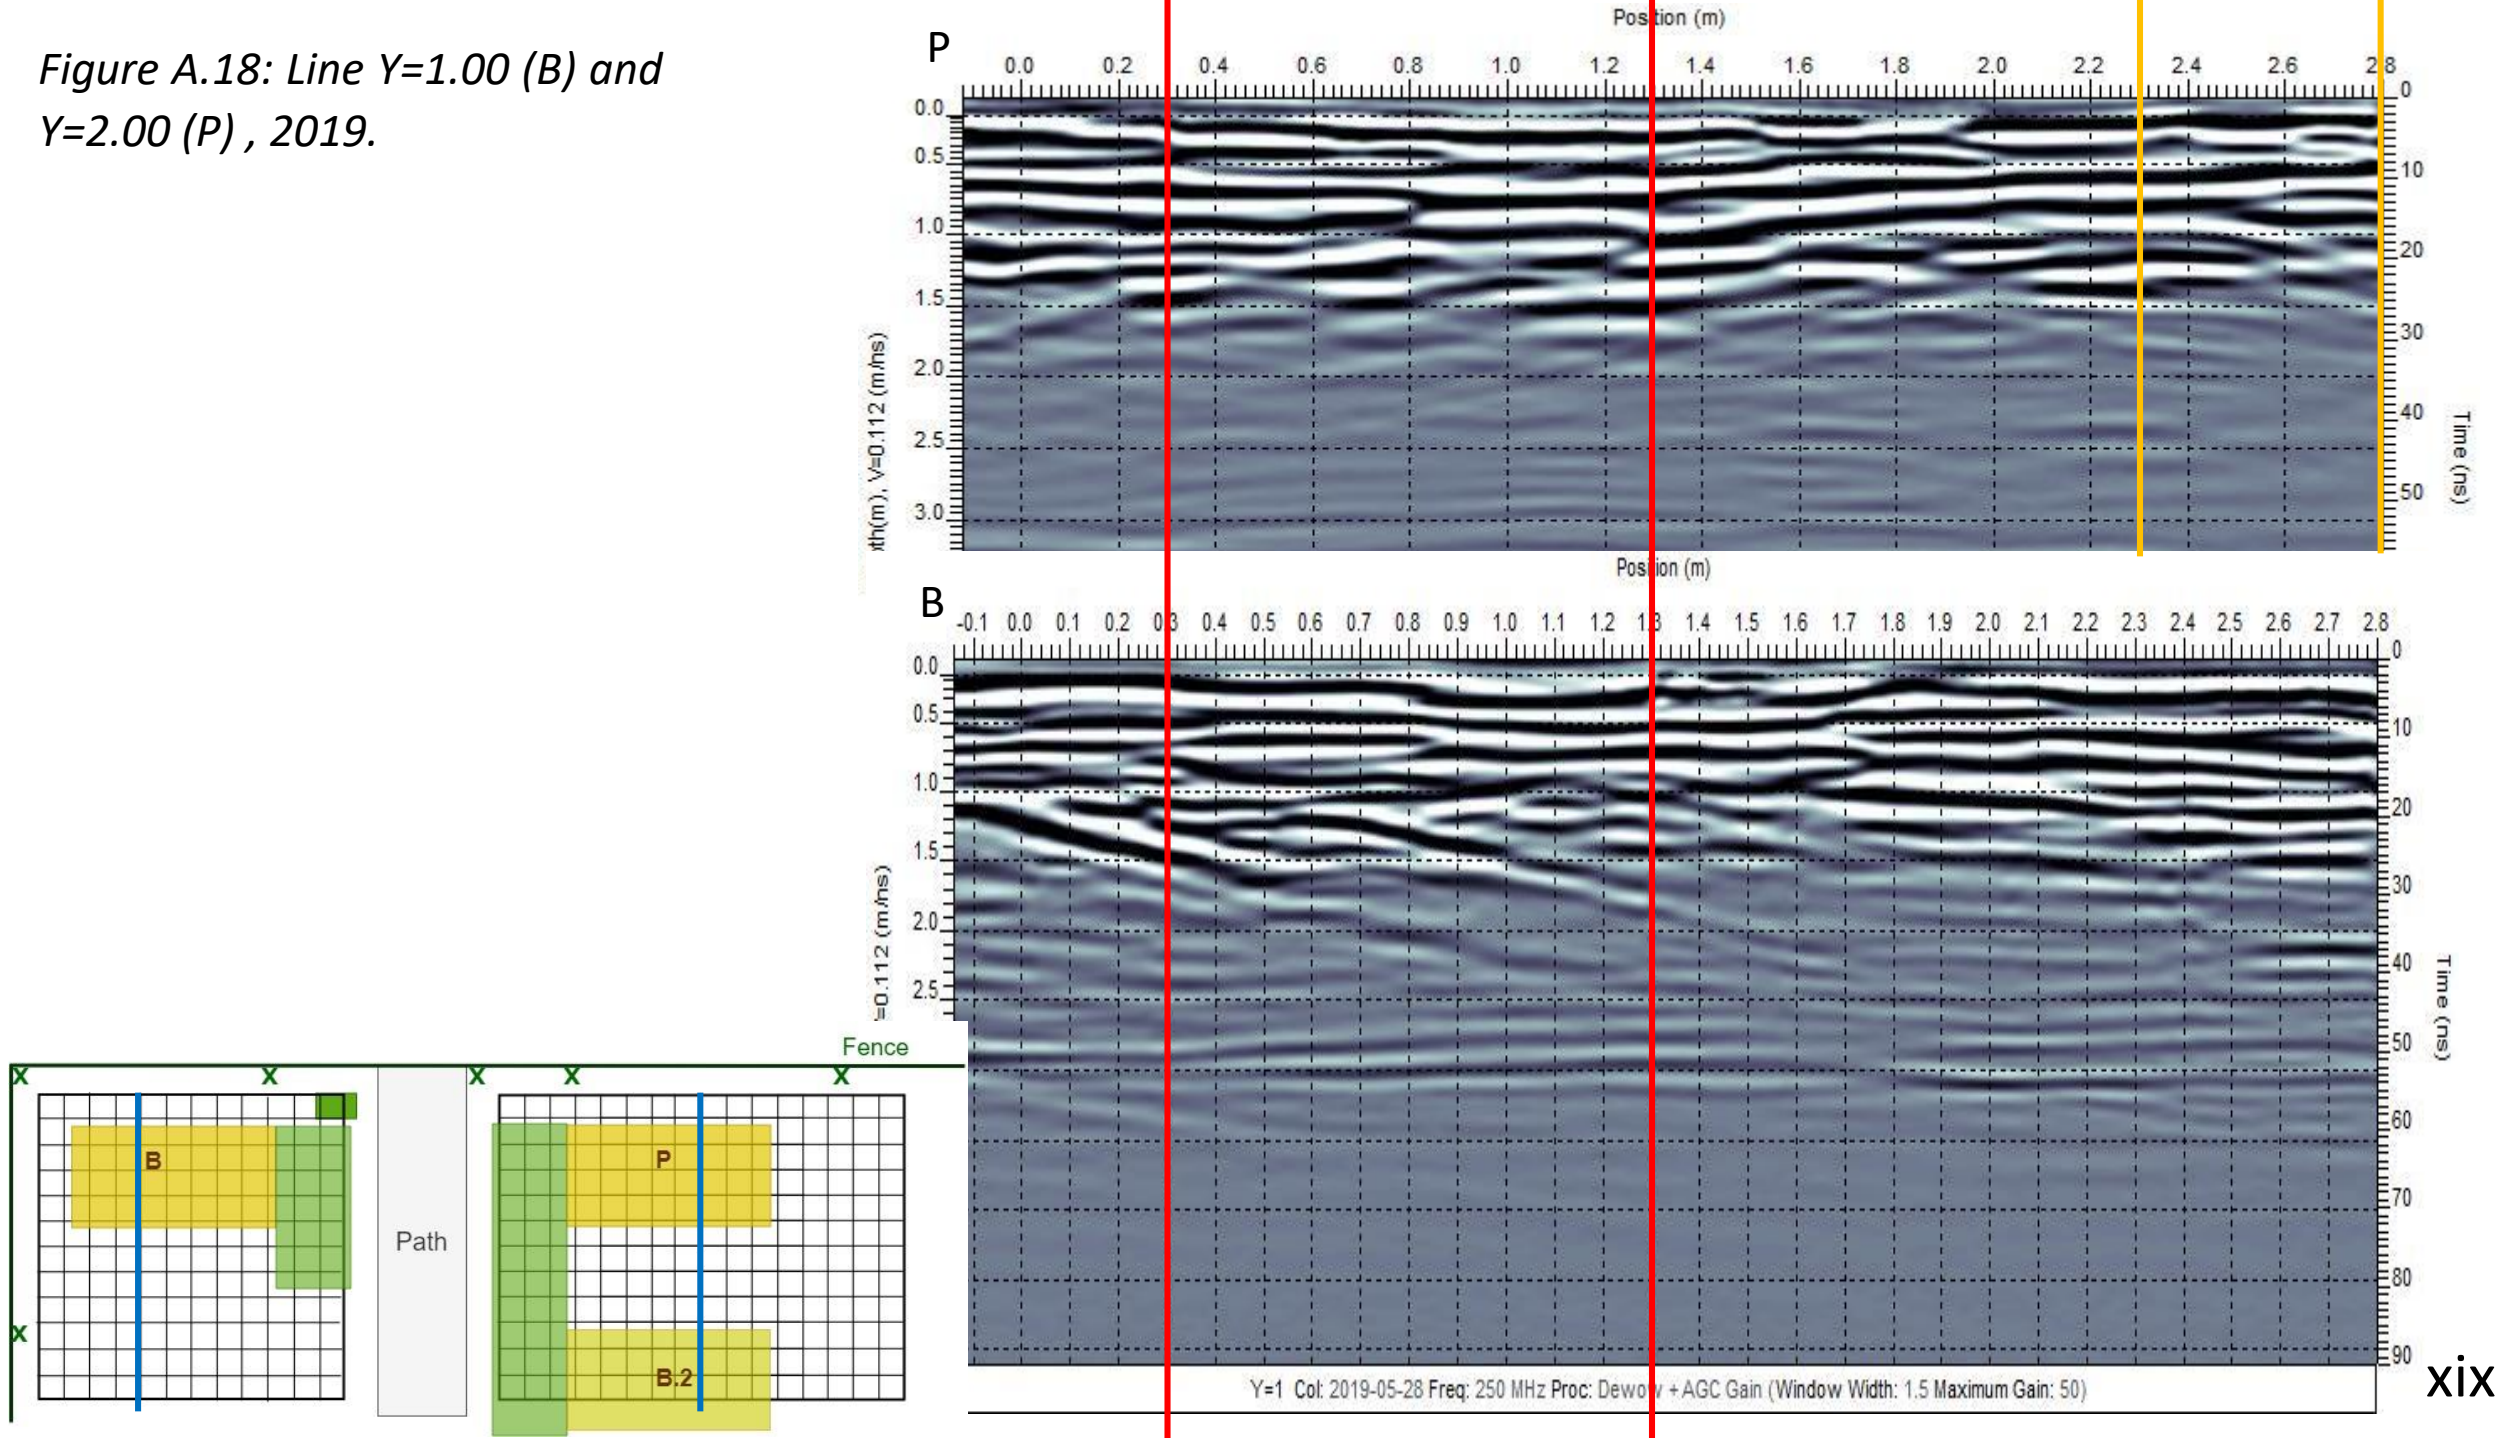 Figure A.18: Line Y=1.00 (B) and
Y=2.00 (P) , 2019.
Position (m)
P
0.0 0.2 0.4 0.6 0.8 1.0 1.2 1.4 1.6 1.8 2.0 2.2 2.4 2.6 2.8
0.0
0.5
1.0
1.5
2.0
2.5
3.0
th(m), V=0.112 (m/ns)
0
10
20
30
40
50
Time (ns)
Position (m)
B
-0.1 0.0 0.1 0.2 0.3 0.4 0.5 0.6 0.7 0.8 0.9 1.0 1.1 1.2 1.3 1.4 1.5 1.6 1.7 1.8 1.9 2.0 2.1 2.2 2.3 2.4 2.5 2.6 2.7 2.8
0.0
0.5
1.0
1.5
2.0
2.5
=0.112 (m/ns)
0
10
20
30
40
50
60
70
80
90
Time (ns)
Y=1 Col: 2019-05-28 Freq: 250 MHz Proc: Dewow + AGC Gain (Window Width: 1.5 Maximum Gain: 50)
Fence
X X X X X
B
P
Path
X
B.2
xix